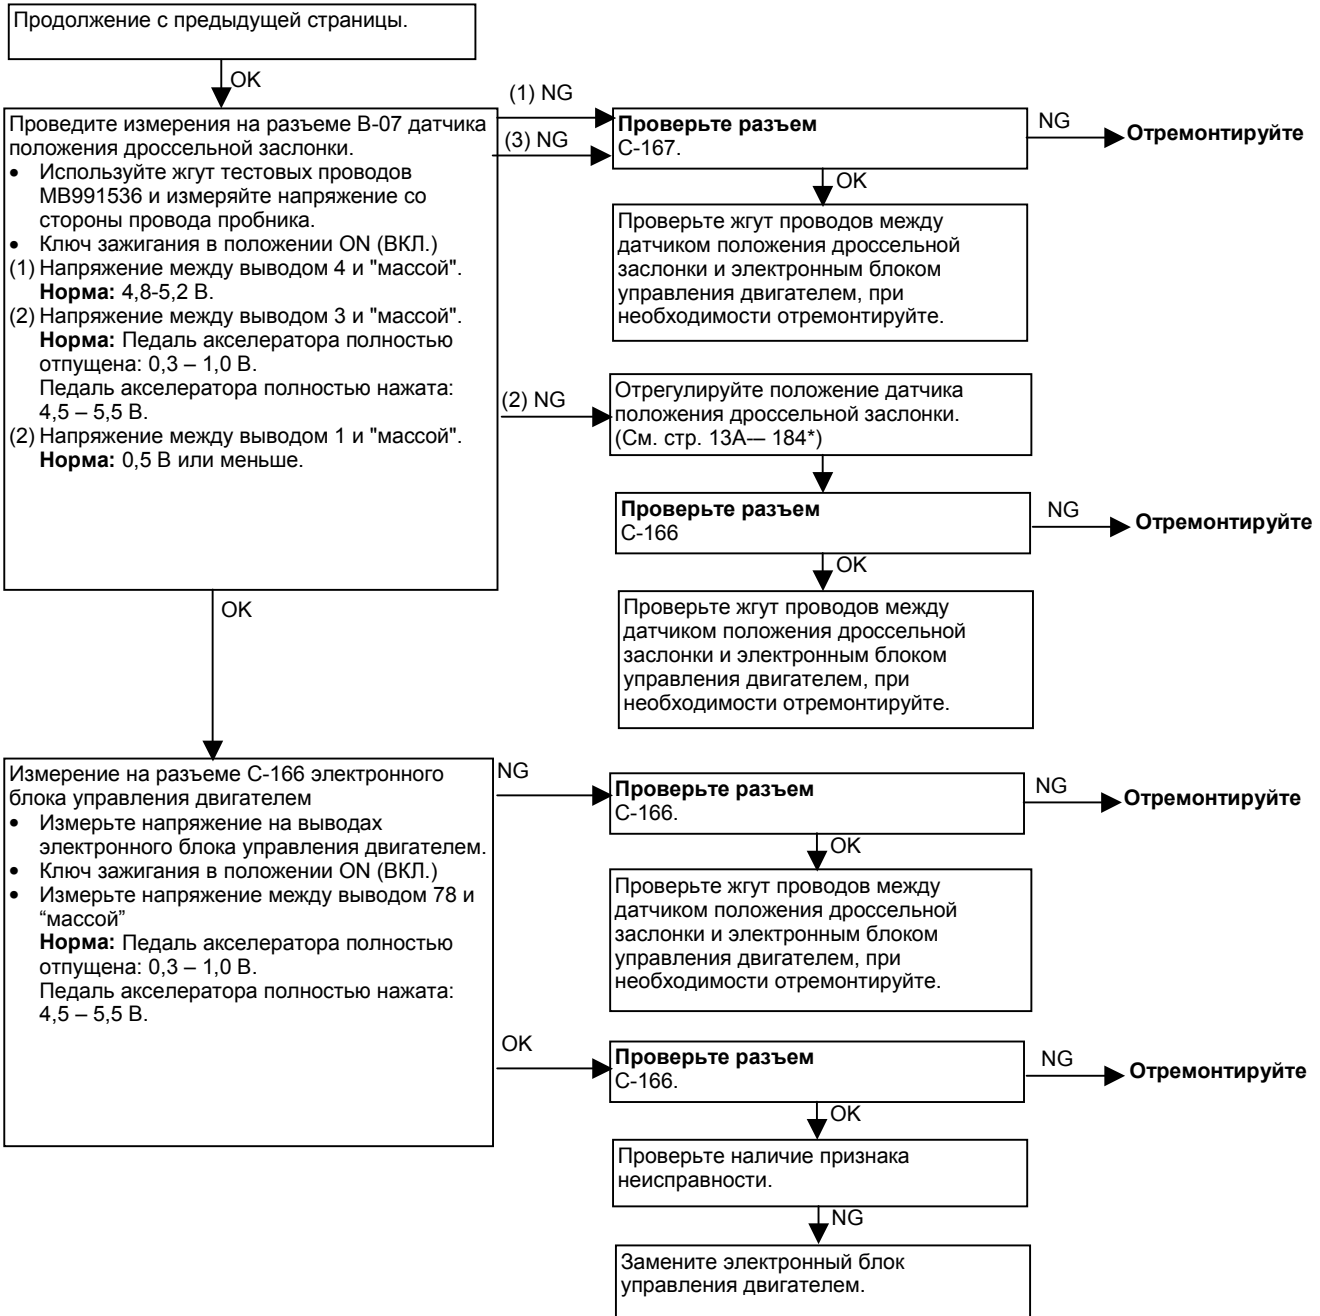 Продолжение с предыдущей страницы.
OK
Проведите измерения на разъеме B-07 датчика
положения дроссельной заслонки.
• Используйте жгут тестовых проводов
MB991536 и измеряйте напряжение со
стороны провода пробника.
• Ключ зажигания в положении ON (ВКЛ.)
(1) Напряжение между выводом 4 и "массой".
Норма: 4,8-5,2 В.
(2) Напряжение между выводом 3 и "массой".
Норма: Педаль акселератора полностью
отпущена: 0,3 – 1,0 В.
Педаль акселератора полностью нажата:
4,5 – 5,5 В.
(2) Напряжение между выводом 1 и "массой".
Норма: 0,5 В или меньше.
(1) NG
(3) NG
Проверьте разъем
C-167.
NG
Отремонтируйте
OK
Проверьте жгут проводов между
датчиком положения дроссельной
заслонки и электронным блоком
управления двигателем, при
необходимости отремонтируйте.
(2) NG
Отрегулируйте положение датчика
положения дроссельной заслонки.
(См. стр. 13A-– 184*)
Проверьте разъем
C-166
NG
Отремонтируйте
OK
Проверьте жгут проводов между
датчиком положения дроссельной
заслонки и электронным блоком
управления двигателем, при
необходимости отремонтируйте.
OK
Измерение на разъеме C-166 электронного
блока управления двигателем
• Измерьте напряжение на выводах
электронного блока управления двигателем.
• Ключ зажигания в положении ON (ВКЛ.)
• Измерьте напряжение между выводом 78 и
“массой”
Норма: Педаль акселератора полностью
отпущена: 0,3 – 1,0 В.
Педаль акселератора полностью нажата:
4,5 – 5,5 В.
NG
Проверьте разъем
C-166.
NG
Отремонтируйте
OK
Проверьте жгут проводов между
датчиком положения дроссельной
заслонки и электронным блоком
управления двигателем, при
необходимости отремонтируйте.
OK
Проверьте разъем
C-166.
NG
Отремонтируйте
OK
Проверьте наличие признака
неисправности.
NG
Замените электронный блок
управления двигателем.